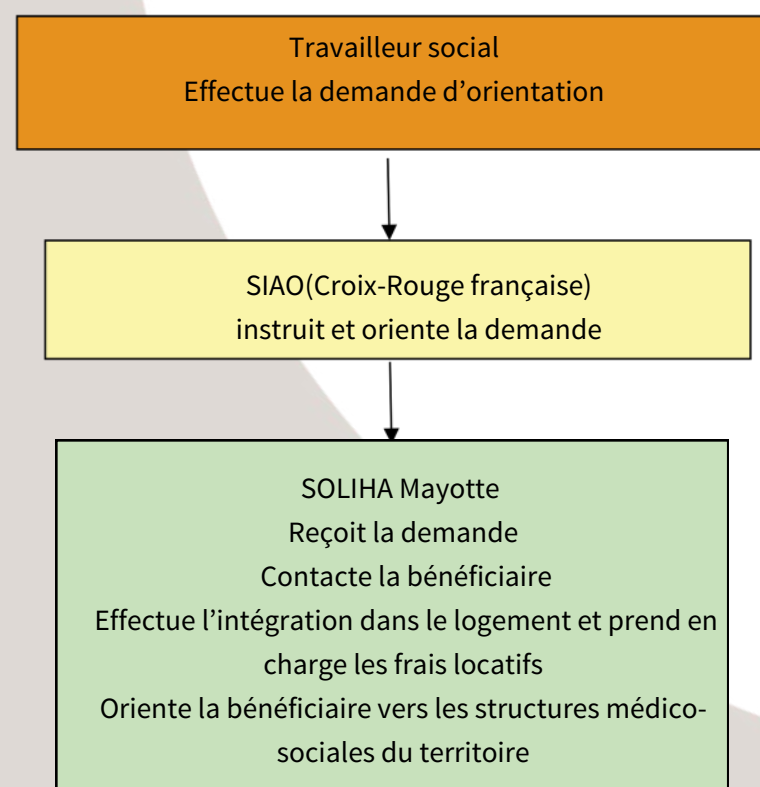 Travailleur social
Effectue la demande d’orientation
SIAO(Croix-Rouge française)
instruit et oriente la demande
SOLIHA Mayotte
Reçoit la demande
Contacte la bénéficiaire
Effectue l’intégration dans le logement et prend en
charge les frais locatifs
Oriente la bénéficiaire vers les structures médico-
sociales du territoire